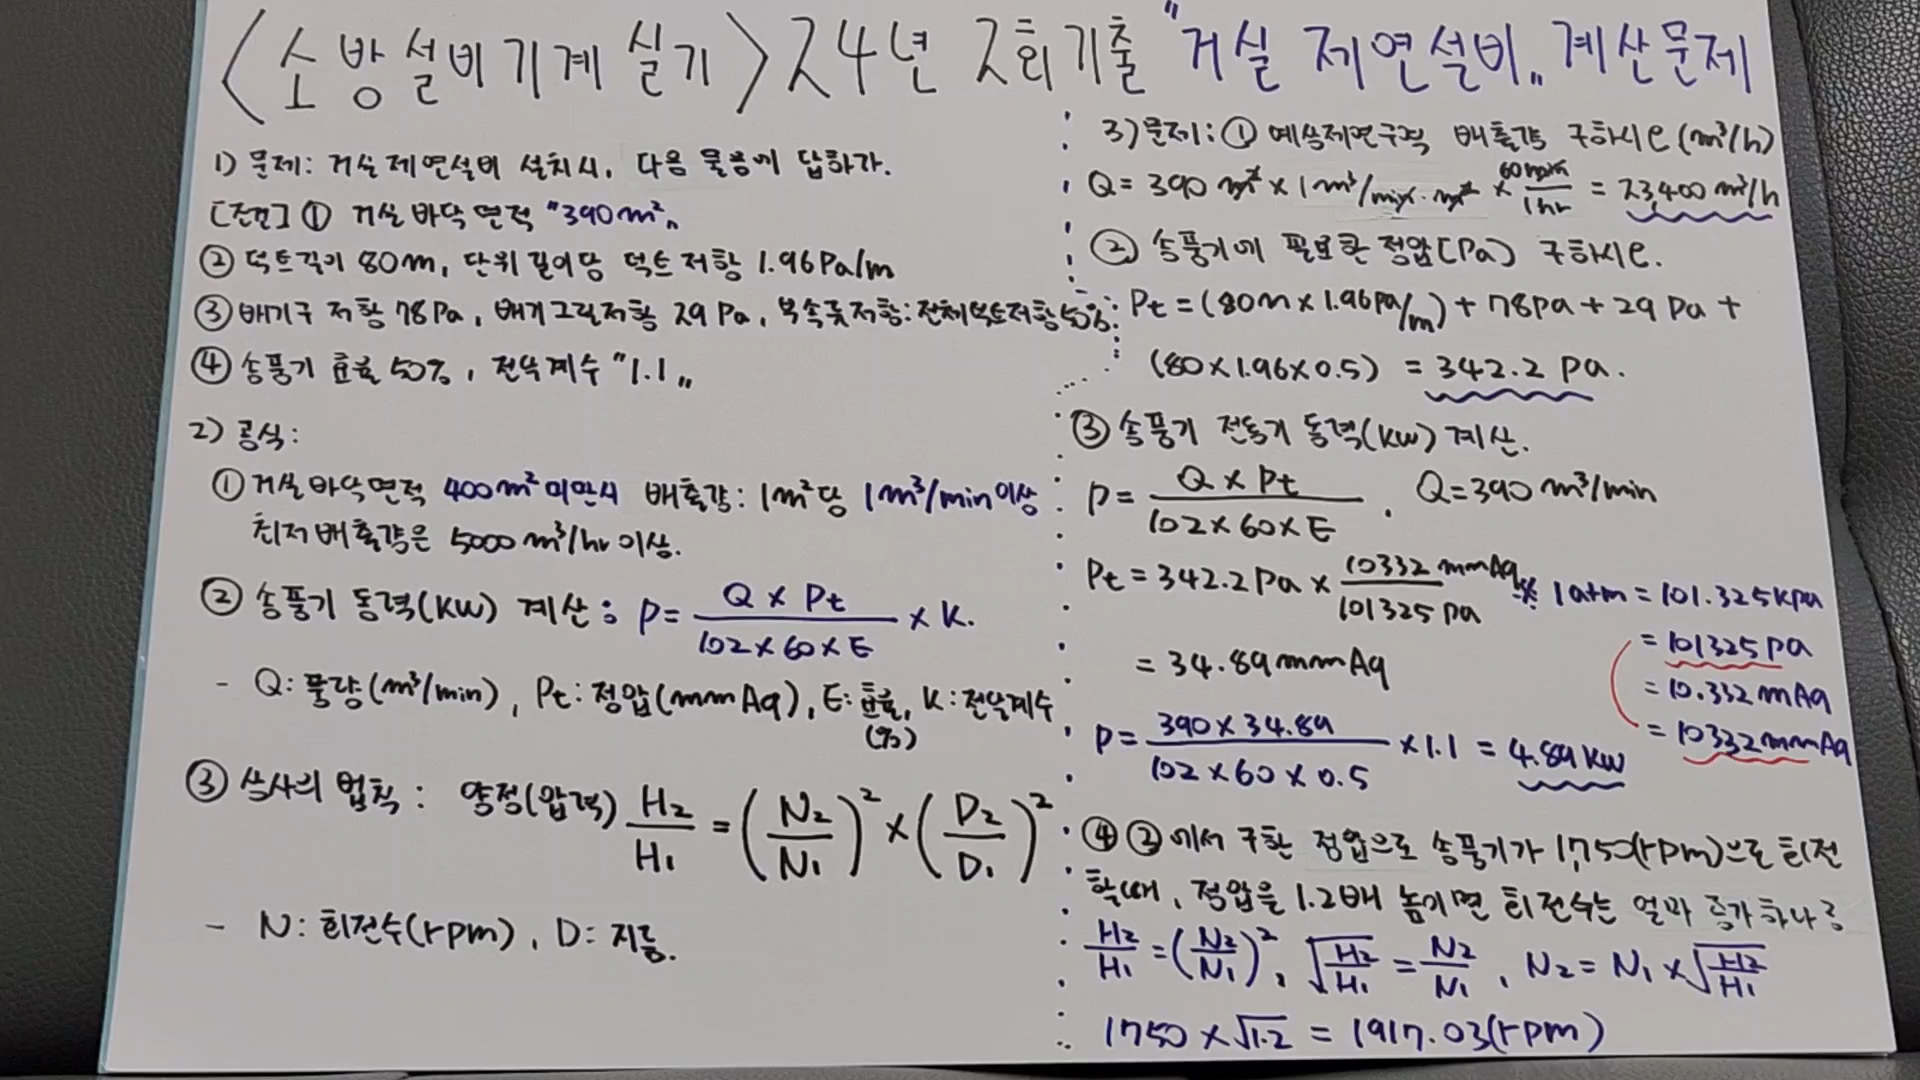 <소방설비기계 실기> 24년 2회기출 "거실 제연설비" 계산문제
1) 문제: 거실 제연설비 설치시, 다음 물음에 답하라.
[조건] ① 거실 바닥 면적 "390m²"
② 덕트길이 80m, 단위 길이당 덕트 저항 1.96Pa/m
③ 배기구 저항 78Pa, 배기그릴저항 29Pa, 부속류저항: 전체덕트저항50%
④ 송풍기 효율 50%, 전달계수 "1.1"
2) 공식:
① 거실 바닥면적 400m² 미만시 배출량: 1m²당 1m³/min 이상
최저 배출량은 5000m³/hr 이상.
② 송풍기 동력(kW) 계산: P = Q × Pt / 102 × 60 × E × K.
- Q: 풍량(m³/min), Pt: 정압(mmAq), E: 효율, K: 전달계수
(%)
③ 상사의 법칙: 양정(압력) H2/H1 = (N2/N1)² × (D2/D1)²
- N: 회전수(rpm), D: 지름.
3) 문제: ① 예상제연구역 배출량 구하시오(m³/h)
Q = 390 m² × 1m³/min·m² × 60min/1hr = 23,400 m³/h
② 송풍기에 필요한 정압(Pa) 구하시오.
Pt = (80m × 1.96Pa/m) + 78Pa + 29Pa +
(80×1.96×0.5) = 342.2 Pa.
③ 송풍기 전동기 동력(kW) 계산.
P = Q × Pt / 102 × 60 × E. Q=390 m³/min
Pt = 342.2Pa × 10332 mmAq / 101325 Pa
※ 1atm = 101.325kPa
= 101325 Pa
= 10.332 mAq
= 10332 mmAq
= 34.89 mmAq
P = 390 × 34.89 / 102 × 60 × 0.5 × 1.1 = 4.89 kW
④ ②에서 구한 정압으로 송풍기가 1,750(rpm)으로 회전
할때, 정압을 1.2배 높이면 회전수는 얼마 증가하나?
H2/H1 = (N2/N1)², √H2/H1 = N2/N1, N2 = N1 × √H2/H1
1750 × √1.2 = 1917.03(rpm)